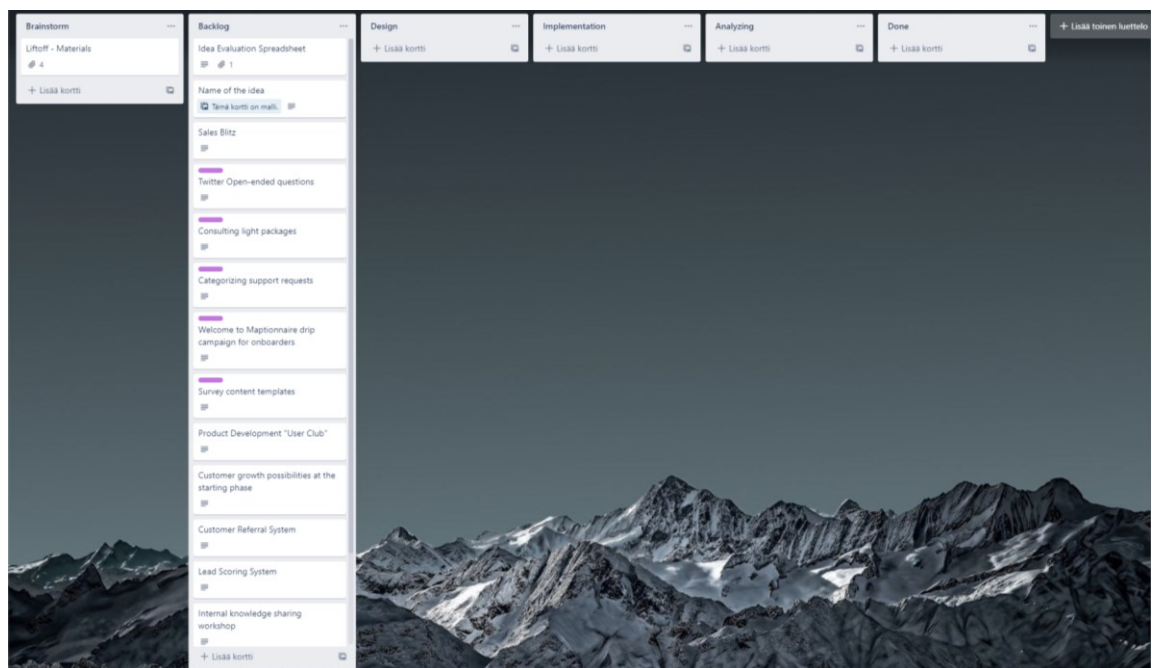 Brainstorm
Liftoff - Materials
4
+ Lisää kortti
Backlog
Idea Evaluation Spreadsheet
1
Name of the idea
Tämä kortti on malli.
Sales Blitz
Twitter Open-ended questions
Consulting light packages
Categorizing support requests
Welcome to Maptionnaire drip
campaign for onboarders
Survey content templates
Product Development "User Club"
Customer growth possibilities at the
starting phase
Customer Referral System
Lead Scoring System
Internal knowledge sharing
workshop
+ Lisää kortti
Design
+ Lisää kortti
Implementation
+ Lisää kortti
Analyzing
+ Lisää kortti
Done
+ Lisää kortti
+ Lisää toinen luettelo